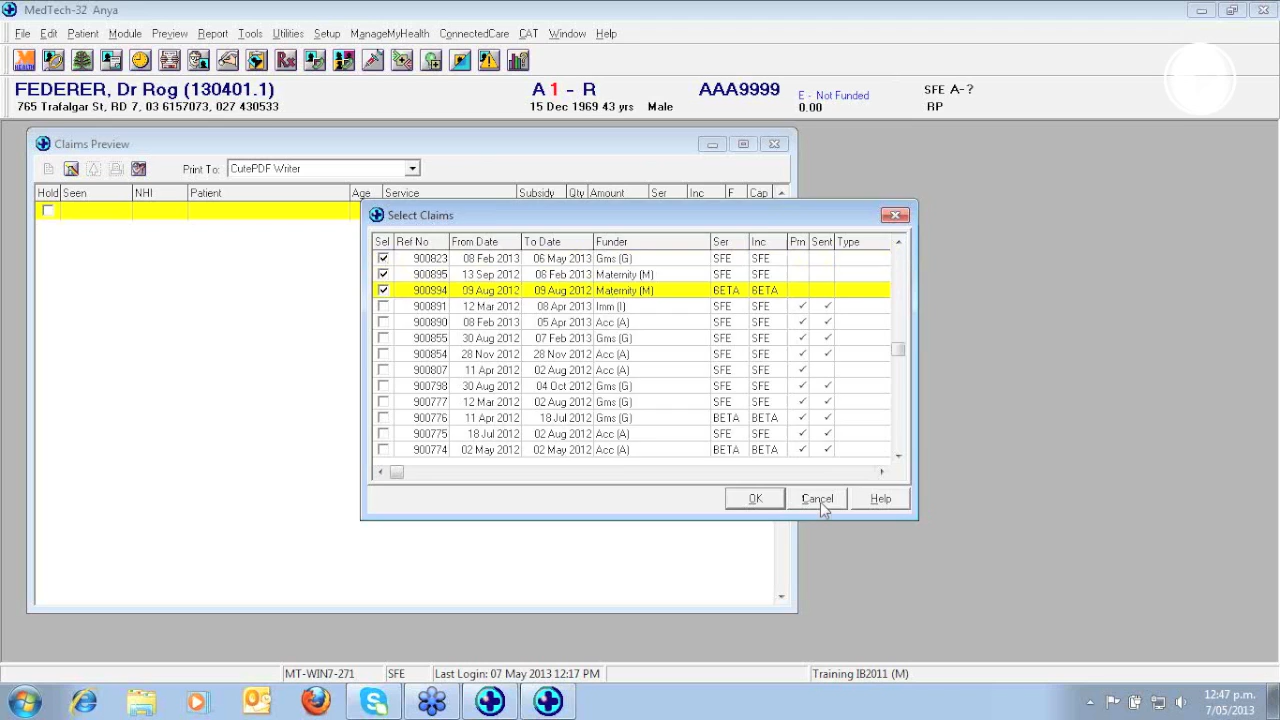 MedTech-32 Anya
File Edit Patient Module Preview Report Tools Utilities Setup ManageMyHealth ConnectedCare CAT Window Help
FEDERER, Dr Rog (130401.1) A 1 - R AAA9999 E - Not Funded SFE A-?
765 Trafalgar St, RD 7, 03 6157073, 027 430533 15 Dec 1969 43 yrs Male 0.00 RP
Claims Preview
Print To: CutePDF Writer
Hold Seen NHI Patient Age Service Subsidy Qty Amount Ser Inc F Cap
Select Claims
Sel Ref No From Date To Date Funder Ser Inc Prn Sent Type
900823 08 Feb 2013 06 May 2013 Gms (G) SFE SFE
900895 13 Sep 2012 08 Feb 2013 Maternity (M) SFE SFE
900994 09 Aug 2012 09 Aug 2012 Maternity (M) BETA BETA
900891 12 Mar 2012 08 Apr 2013 Imm (I) SFE SFE ✓ ✓
900890 08 Feb 2013 05 Apr 2013 Acc (A) SFE SFE ✓ ✓
900855 30 Aug 2012 07 Feb 2013 Gms (G) SFE SFE ✓ ✓
900854 28 Nov 2012 28 Nov 2012 Acc (A) SFE SFE ✓ ✓
900807 11 Apr 2012 02 Aug 2012 Acc (A) SFE SFE ✓
900798 30 Aug 2012 04 Oct 2012 Gms (G) SFE SFE ✓ ✓
900777 12 Mar 2012 02 Aug 2012 Gms (G) SFE SFE ✓ ✓
900776 11 Apr 2012 18 Jul 2012 Gms (G) BETA BETA ✓ ✓
900775 18 Jul 2012 02 Aug 2012 Acc (A) SFE SFE ✓ ✓
900774 02 May 2012 02 May 2012 Acc (A) BETA BETA ✓ ✓
OK Cancel Help
MT-WIN7-271 SFE Last Login: 07 May 2013 12:17 PM Training IB2011 (M)
12:47 p.m.
7/05/2013